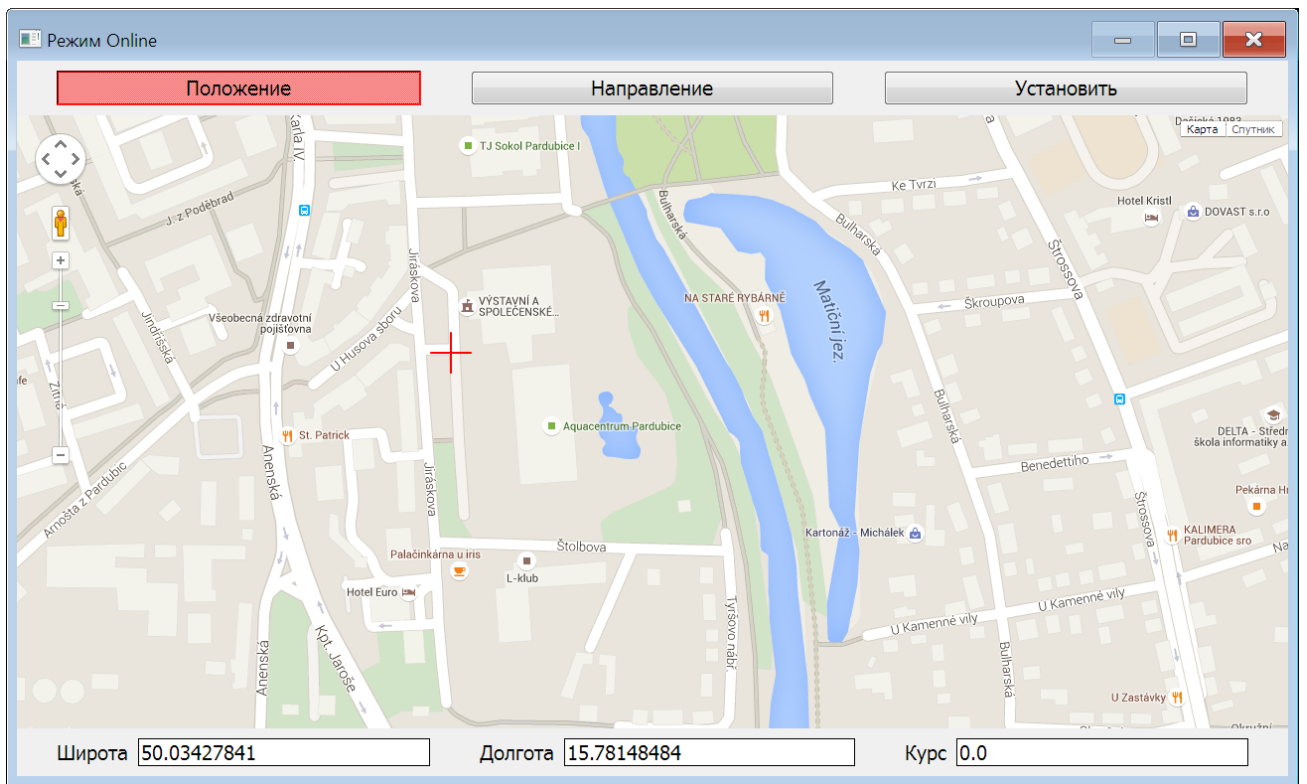 Режим Online
Положение
Направление
Установить
Karla IV.
TJ Sokol Pardubice I
Карта
Спутник
Ke Tvrzi
Hotel Kristl
DOVAST s.r.o
J. z Poděbrad
Bulharská
Bulharská
Štrossova
Jiráskova
VÝSTAVNÍ A
SPOLEČENSKÉ...
NA STARÉ RYBÁRNĚ
Matiční jez.
Škroupova
Všeobecná zdravotní
pojišťovna
Jindřišská
U Husova sboru
Žitná
Bulharská
St. Patrick
Aquacentrum Pardubice
DELTA - Středn
škola informatiky a
Anenská
Arnošta z Pardubic
Jiráskova
Benedettiho
Štrossova
Pekárna Hr
KALIMERA
Pardubice sro
Kartonáž - Michálek
Palačinkárna u iris
Štolbova
L-klub
Hotel Euro
Tyršovo nábř.
U Kamenné vily
U Kamenné vily
Kpt. Jaroše
Anenská
Bulharská
U Zastávky
Широта 50.03427841
Долгота 15.78148484
Курс 0.0